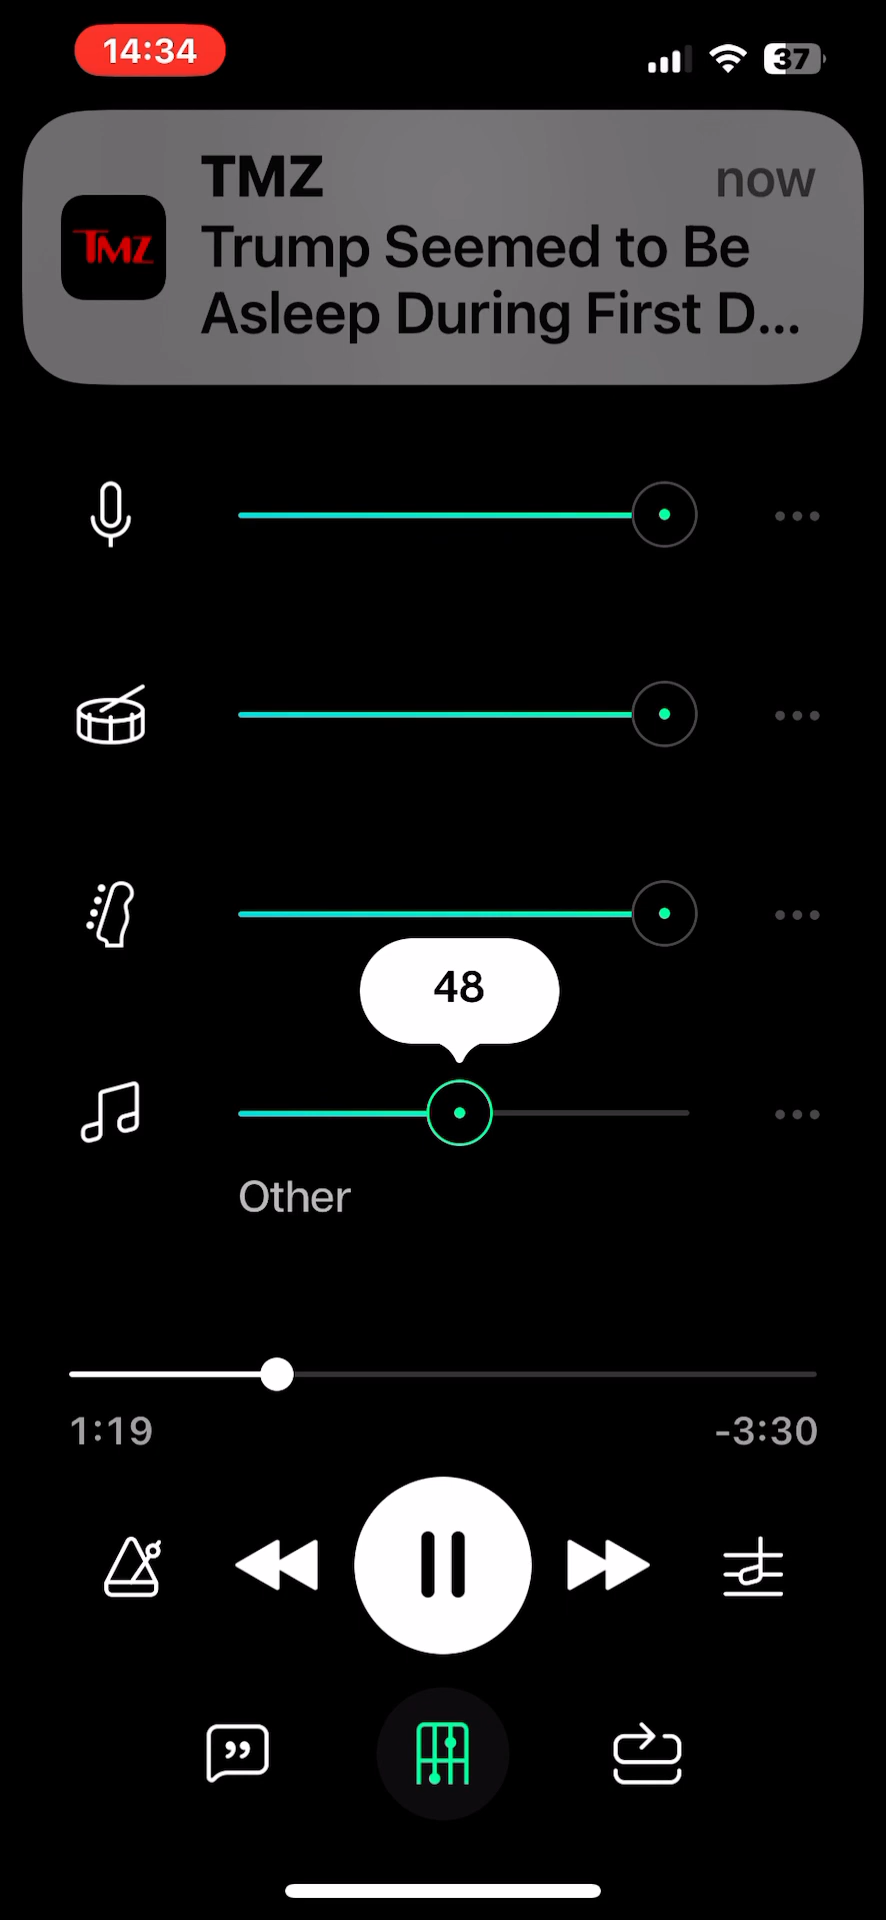 14:34
37
TMZ
now
TMZ
Trump Seemed to Be
Asleep During First D...
48
Other
1:19
-3:30